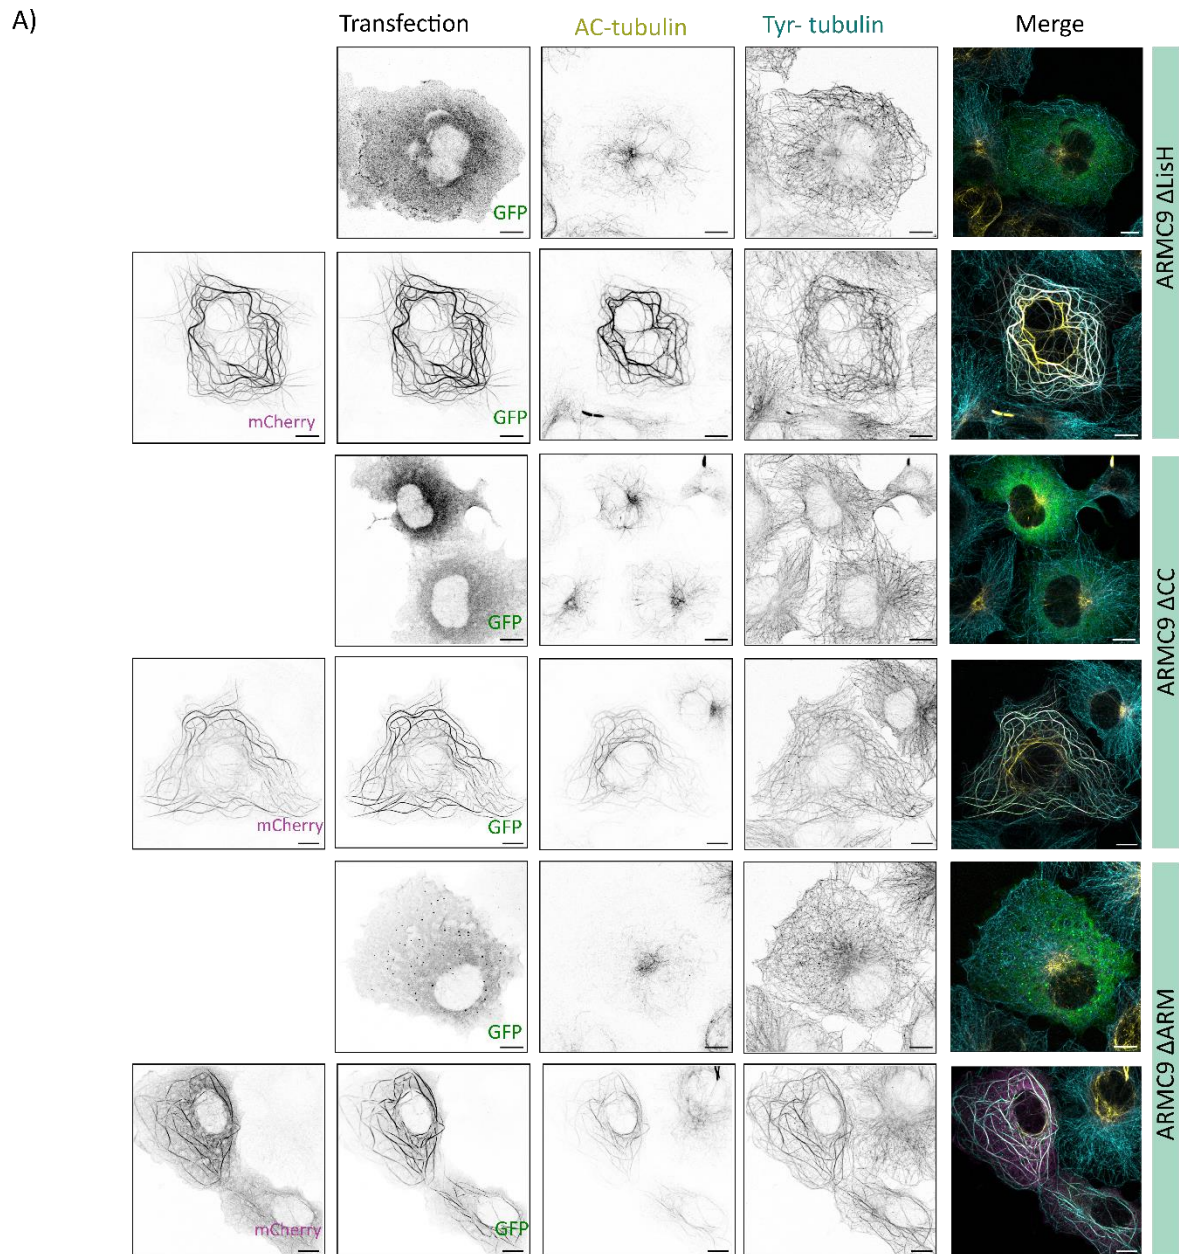 A)
Transfection AC-tubulin Tyr- tubulin Merge
GFP
mCherry GFP
ARMC9 ΔLisH
GFP
mCherry GFP
ARMC9 ΔCC
GFP
mCherry GFP
ARMC9 ΔARM